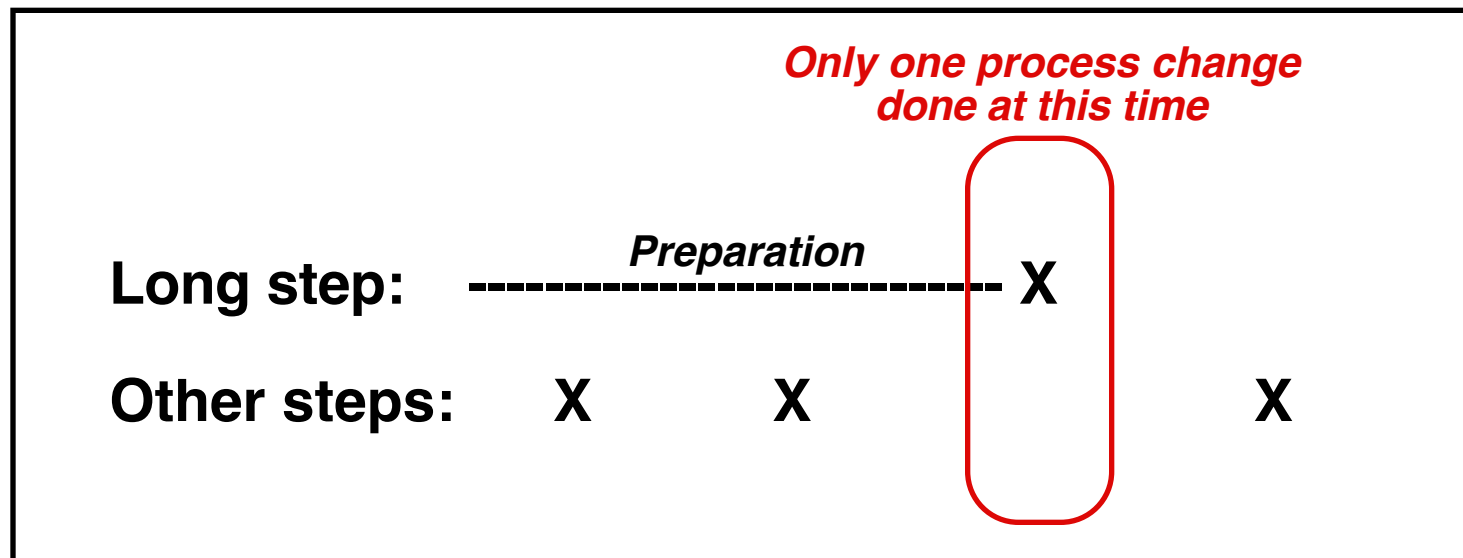 Only one process change
done at this time
Preparation
Long step: X
Other steps: X X X